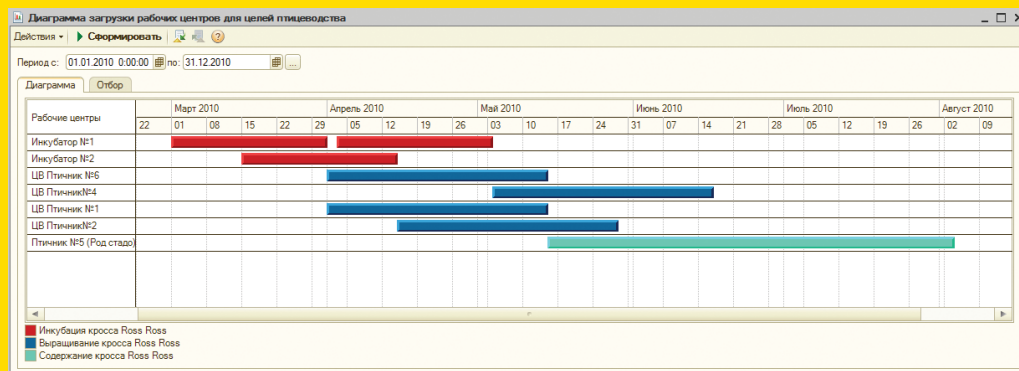 Диаграмма загрузки рабочих центров для целей птицеводства
Действия Сформировать
Период с: 01.01.2010 0:00:00 по: 31.12.2010 ...
Диаграмма Отбор
Рабочие центры
Март 2010 Апрель 2010 Май 2010 Июнь 2010 Июль 2010 Август 2010
22 01 08 15 22 29 05 12 19 26 03 10 17 24 31 07 14 21 28 05 12 19 26 02 09
Инкубатор №1
Инкубатор №2
ЦВ Птичник №6
ЦВ Птичник№4
ЦВ Птичник №1
ЦВ Птичник№2
Птичник №5 (Род стадо)
Инкубация кросса Ross Ross
Выращивание кросса Ross Ross
Содержание кросса Ross Ross